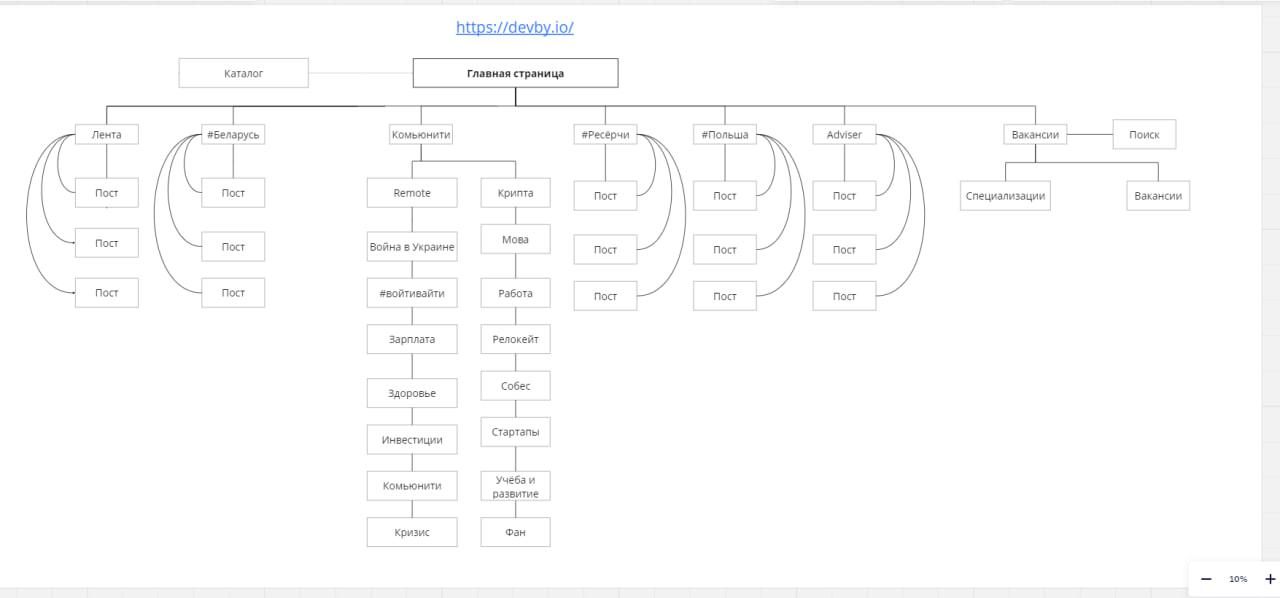 https://devby.io/
Каталог
Главная страница
Лента
#Беларусь
Комьюнити
#Ресёрчи
#Польша
Adviser
Вакансии
Поиск
Пост
Пост
Remote
Крипта
Пост
Пост
Пост
Специализации
Вакансии
Пост
Пост
Война в Украине
Мова
Пост
Пост
Пост
Пост
Пост
#войтивайти
Работа
Пост
Пост
Пост
Зарплата
Релокейт
Здоровье
Собес
Инвестиции
Стартапы
Комьюнити
Учёба и
развитие
Кризис
Фан
10%